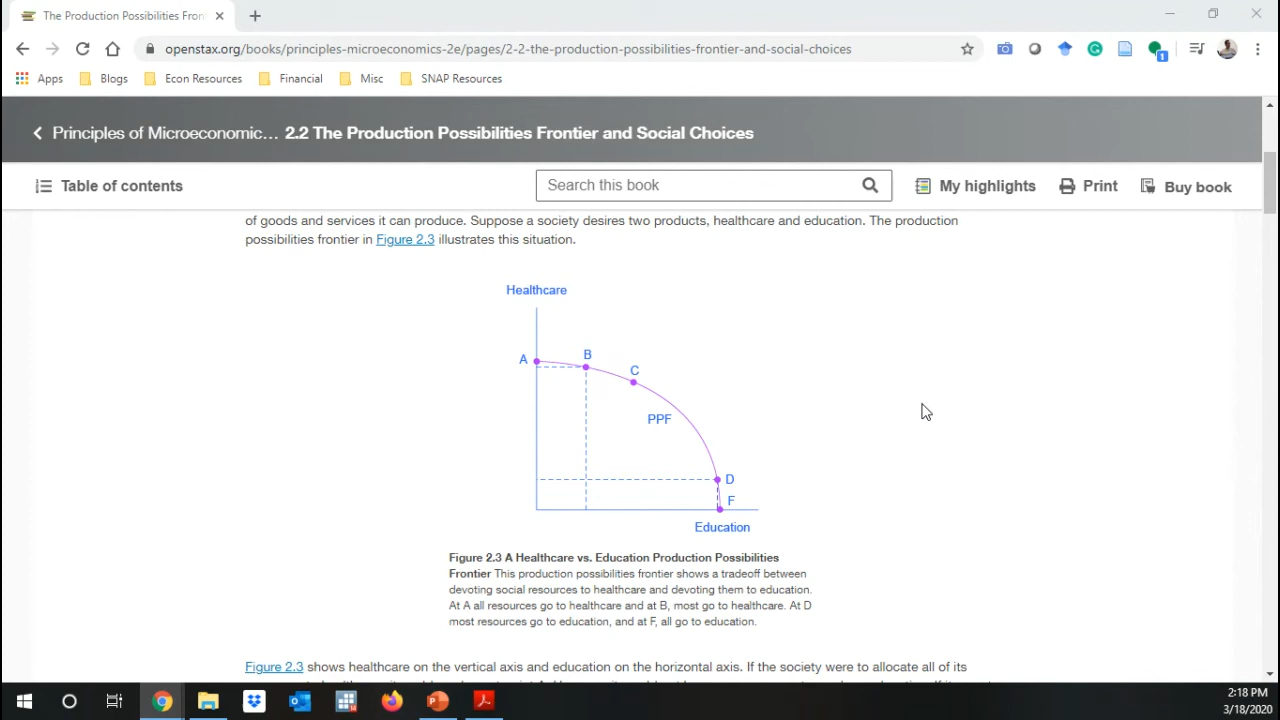 The Production Possibilities Fron
openstax.org/books/principles-microeconomics-2e/pages/2-2-the-production-possibilities-frontier-and-social-choices
1
Apps Blogs Econ Resources Financial Misc SNAP Resources
Principles of Microeconomic... 2.2 The Production Possibilities Frontier and Social Choices
Table of contents Search this book My highlights Print Buy book
of goods and services it can produce. Suppose a society desires two products, healthcare and education. The production
possibilities frontier in Figure 2.3 illustrates this situation.
Healthcare
A
B
C
PPF
D
F
Education
Figure 2.3 A Healthcare vs. Education Production Possibilities
Frontier This production possibilities frontier shows a tradeoff between
devoting social resources to healthcare and devoting them to education.
At A all resources go to healthcare and at B, most go to healthcare. At D
most resources go to education, and at F, all go to education.
Figure 2.3 shows healthcare on the vertical axis and education on the horizontal axis. If the society were to allocate all of its
2:18 PM
3/18/2020